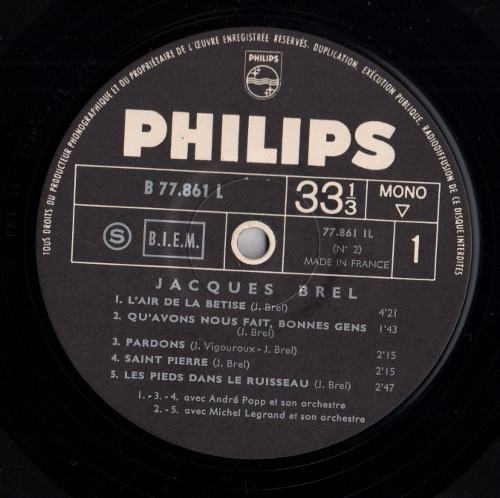 TOUS DROITS DU PRODUCTEUR PHONOGRAPHIQUE ET DU PROPRIETAIRE DE L'ŒUVRE ENREGISTRÉE RESERVÉS. DUPLICATION, EXÉCUTION PUBLIQUE, RADIODIFFUSION DE CE DISQUE INTERDITES
PHILIPS
PHILIPS
B 77.861 L
33 1/3
MONO
▽
S
B.I.E.M.
77.861 1L
(N° 2)
MADE IN FRANCE
1
JACQUES BREL
1. L'AIR DE LA BETISE (J. Brel) 4'21
2. QU'AVONS NOUS FAIT, BONNES GENS 1'43
(J. Brel)
3. PARDONS (J. Vigouroux - J. Brel) 2'15
4. SAINT PIERRE (J. Brel) 2'15
5. LES PIEDS DANS LE RUISSEAU (J. Brel) 2'47
1. - 3. - 4. avec André Popp et son orchestre
2. - 5. avec Michel Legrand et son orchestre